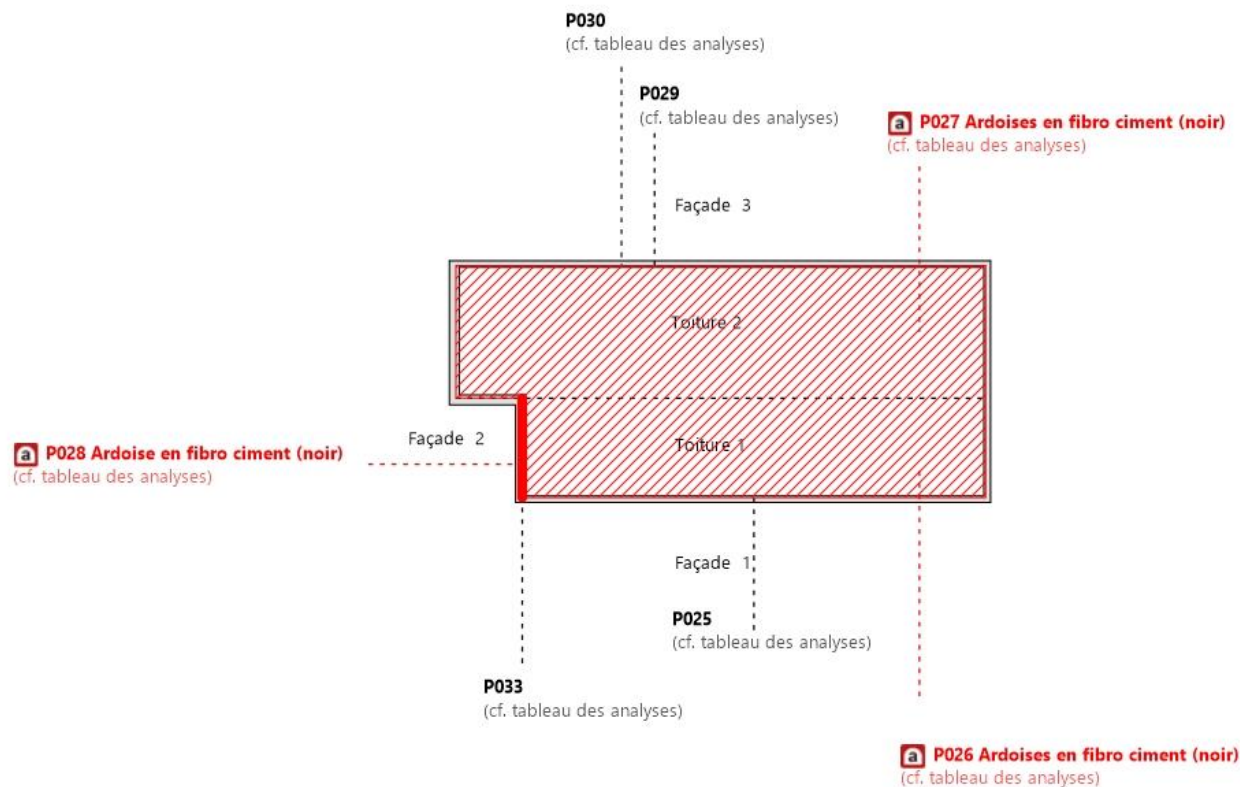 P030
(cf. tableau des analyses)
P029
(cf. tableau des analyses)
a P027 Ardoises en fibro ciment (noir)
(cf. tableau des analyses)
Façade 3
Toiture 2
Façade 2
Toiture 1
a P028 Ardoise en fibro ciment (noir)
(cf. tableau des analyses)
Façade 1
P025
(cf. tableau des analyses)
P033
(cf. tableau des analyses)
a P026 Ardoises en fibro ciment (noir)
(cf. tableau des analyses)